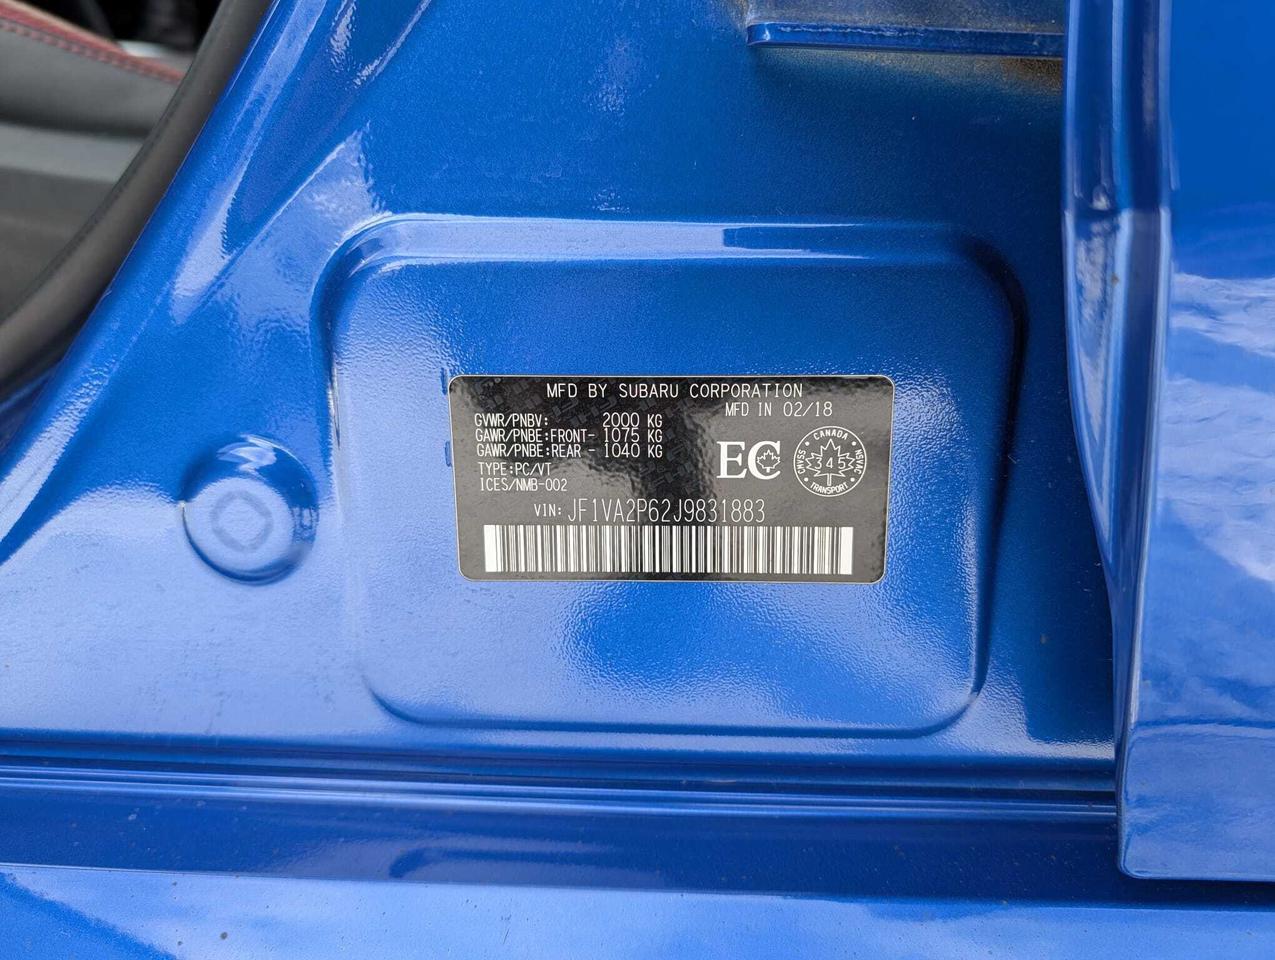 MFD BY SUBARU CORPORATION
MFD IN 02/18
GVWR/PNBV: 2000 KG
GAWR/PNBE:FRONT- 1075 KG
GAWR/PNBE:REAR - 1040 KG
TYPE:PC/VT
ICES/NMB-002
EC
CANADA
CMVSS
NSVAC
345
TRANSPORT
VIN: JF1VA2P62J9831883